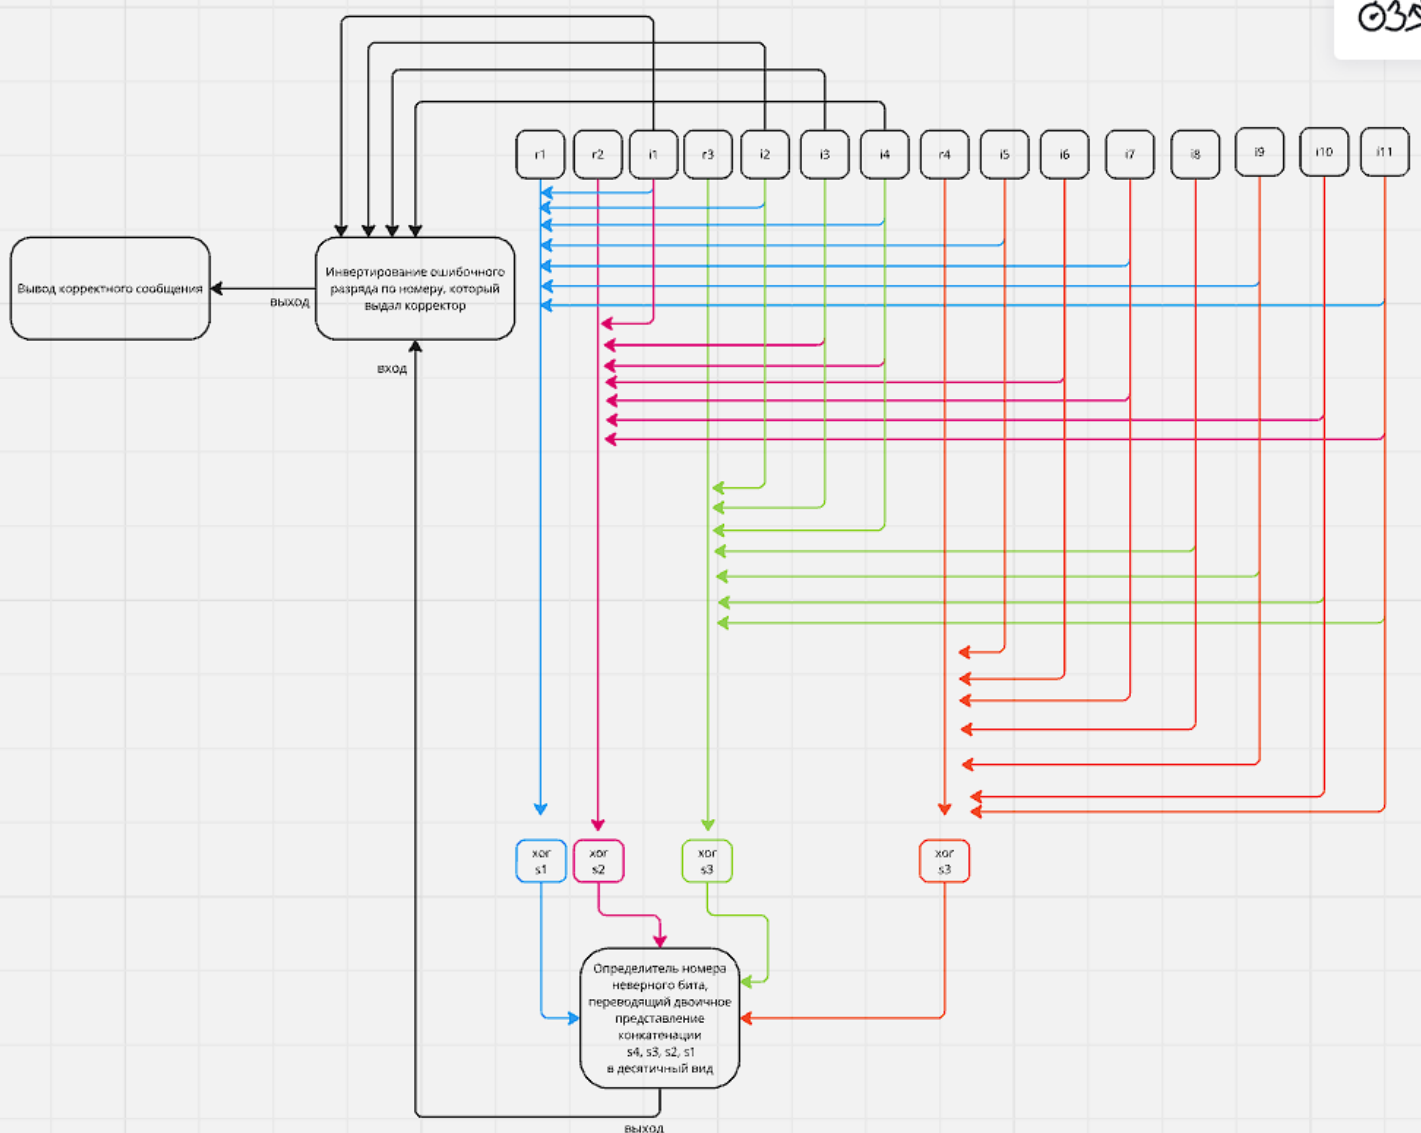 r1
r2
i1
r3
i2
i3
i4
r4
i5
i6
i7
i8
i9
i10
i11
Вывод корректного сообщения
выход
Инвертирование ошибочного
разряда по номеру, который
выдал корректор
вход
xor
s1
xor
s2
xor
s3
xor
s3
Определитель номера
неверного бита,
переводящий двоичное
представление
конкатенации
s4, s3, s2, s1
в десятичный вид
выход